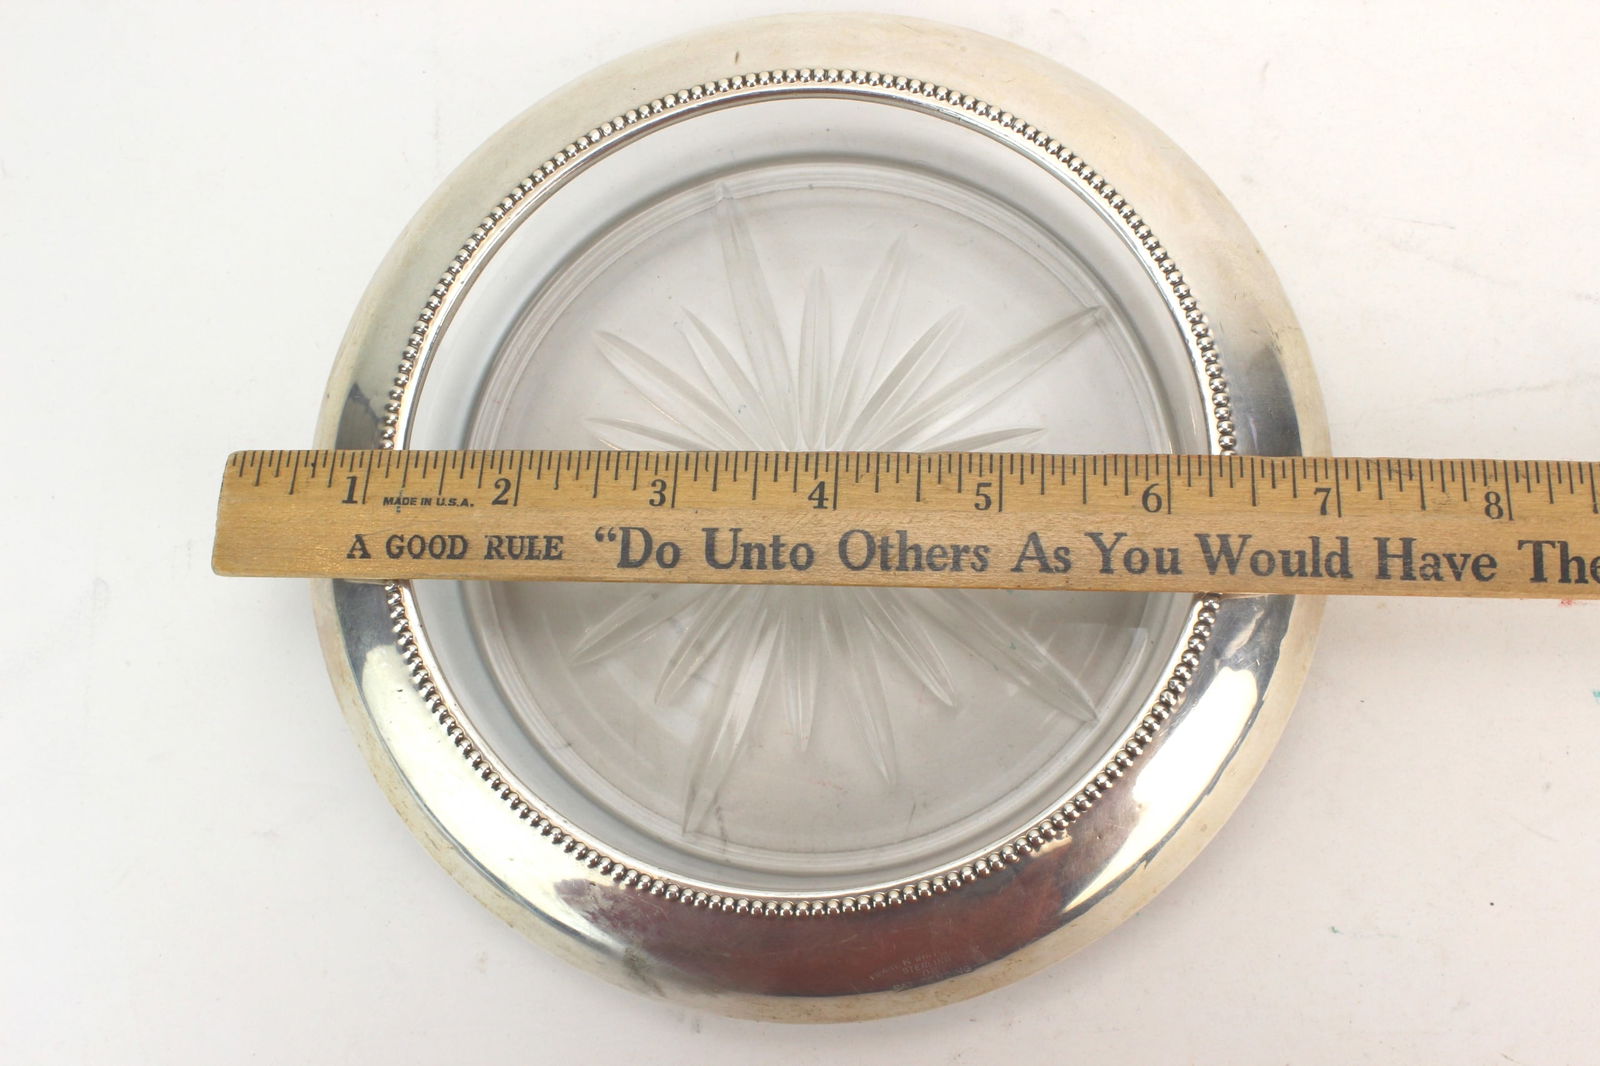 1 2 3 4 5 6 7 8
MADE IN U.S.A.
A GOOD RULE “Do Unto Others As You Would Have The
STERLING